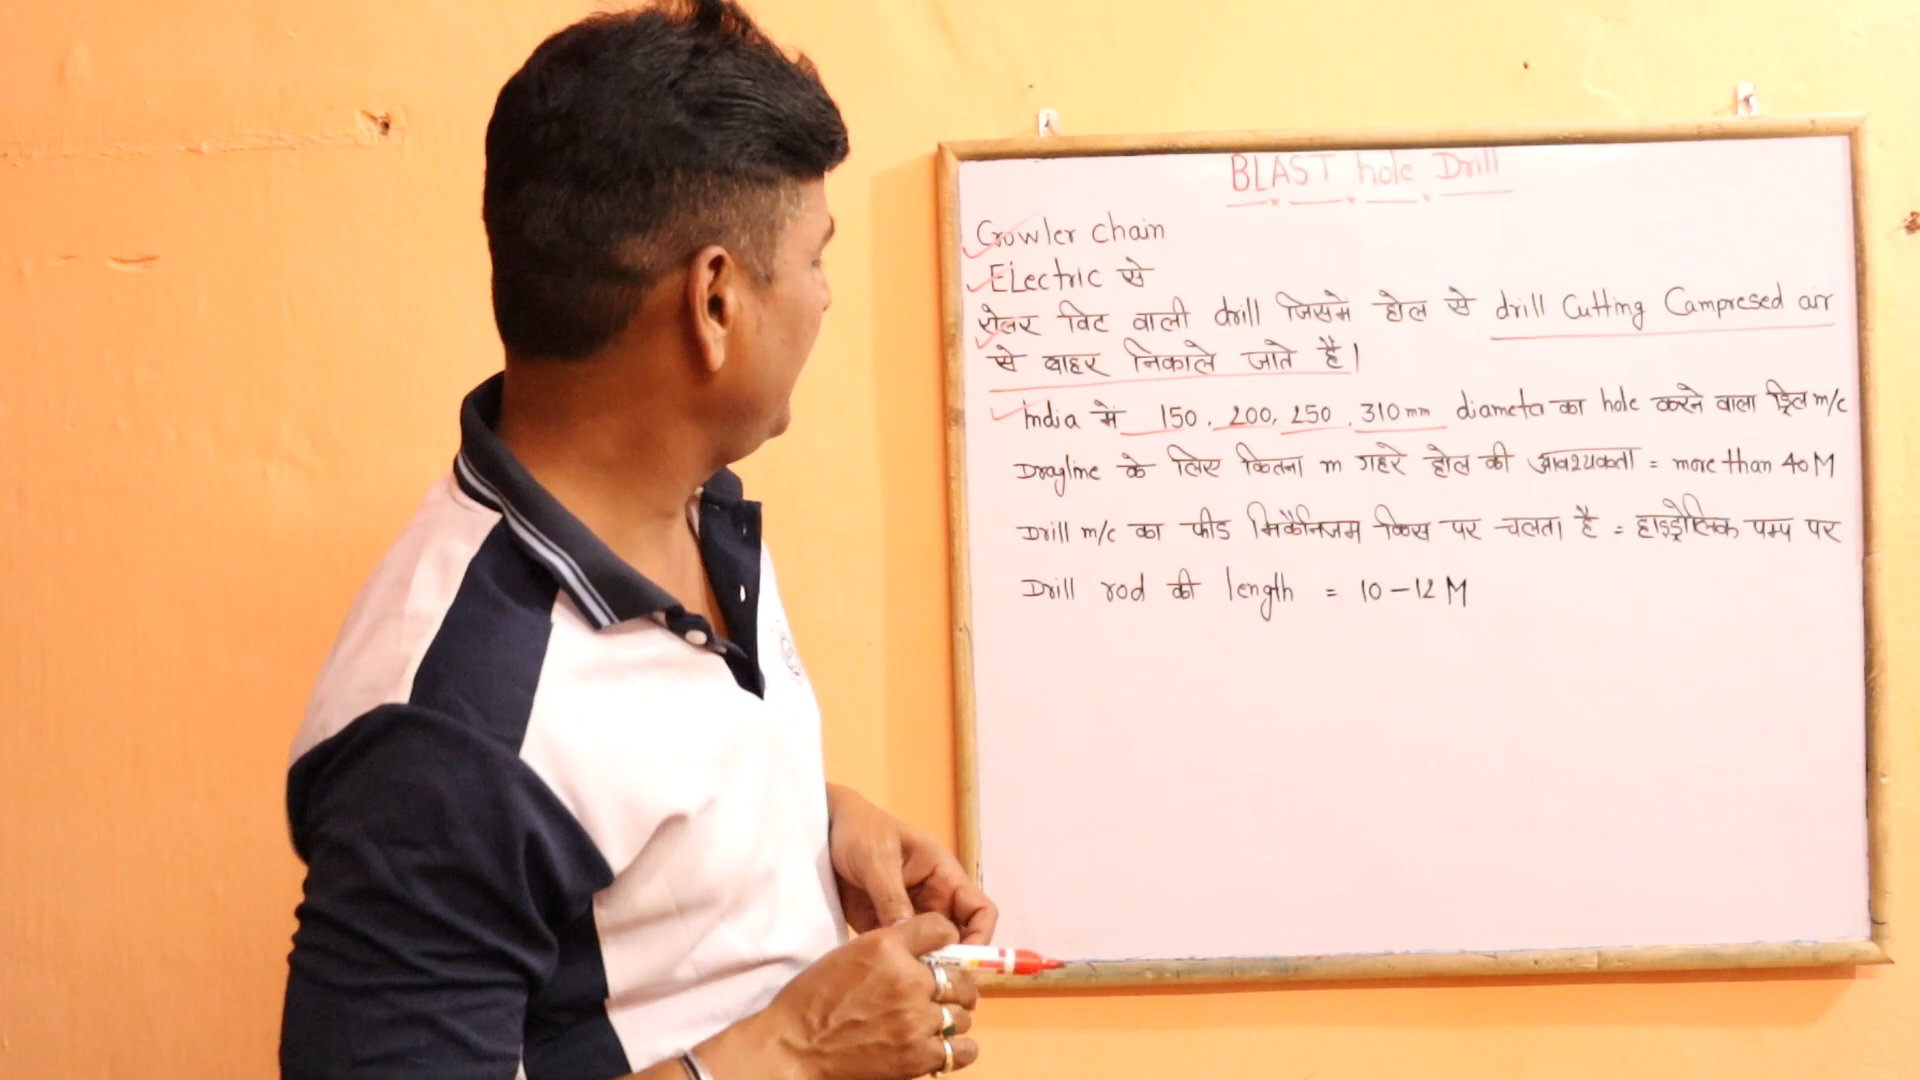 BLAST hole Drill
Crowler chain
Electric से
रोलर विट वाली drill जिसमे होल से drill Cutting Campresed air
से बाहर निकाले जाते है।
India में 150, 200, 250, 310mm diameter का hole करने वाला ड्रिल m/c
Dragline के लिए कितना m गहरे होल की आवश्यकता = more than 40M
Drill m/c का फीड मिकैनिजम किस पर चलता है = हाइड्रोलिक पम्प पर
Drill rod की length = 10-12M